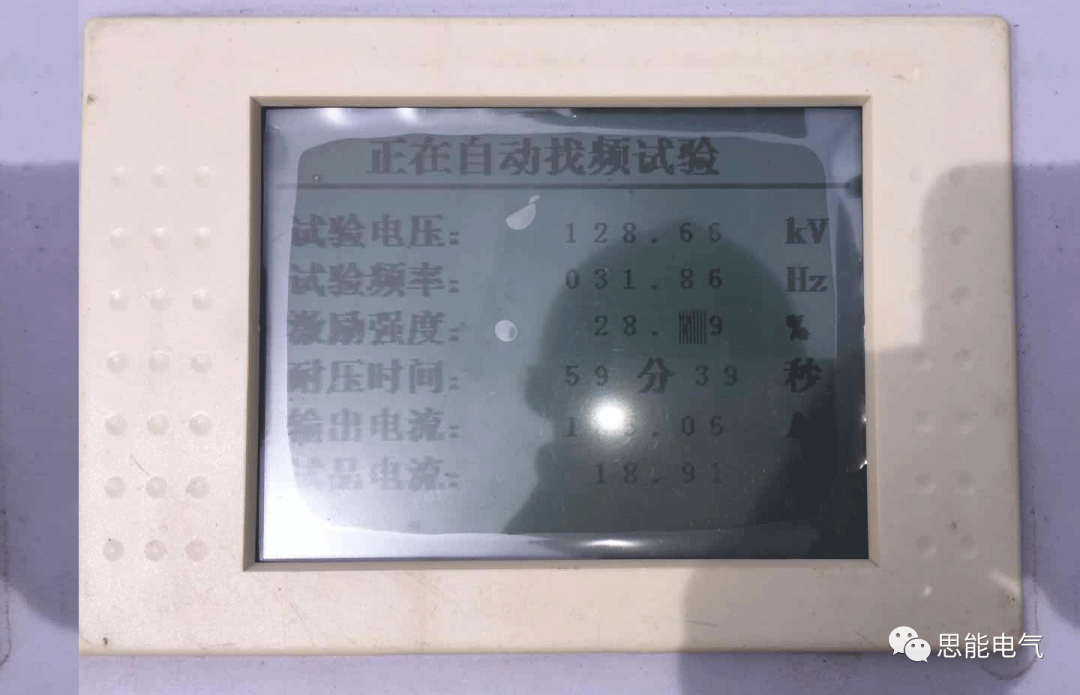 正在自动找频试验
试验电压: 128.66 kV
试验频率: 031.86 Hz
激励强度: 28. 9 %
耐压时间: 59 分 39 秒
输出电流: .06
试品电流: 18.91
思能电气